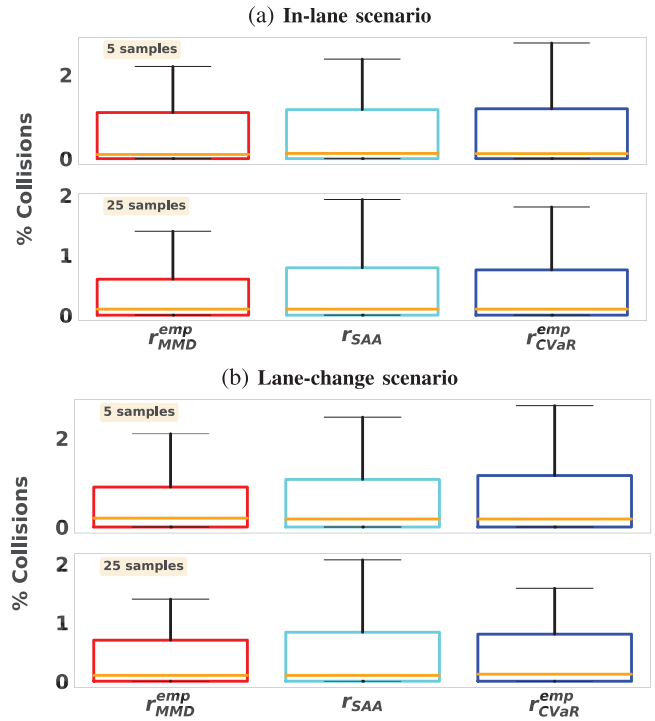 (a) In-lane scenario
5 samples
2
0
% Collisions
25 samples
2
1
0
r_MMD^emp r_SAA r_CVaR^emp
(b) Lane-change scenario
5 samples
2
0
% Collisions
25 samples
2
1
0
r_MMD^emp r_SAA r_CVaR^emp